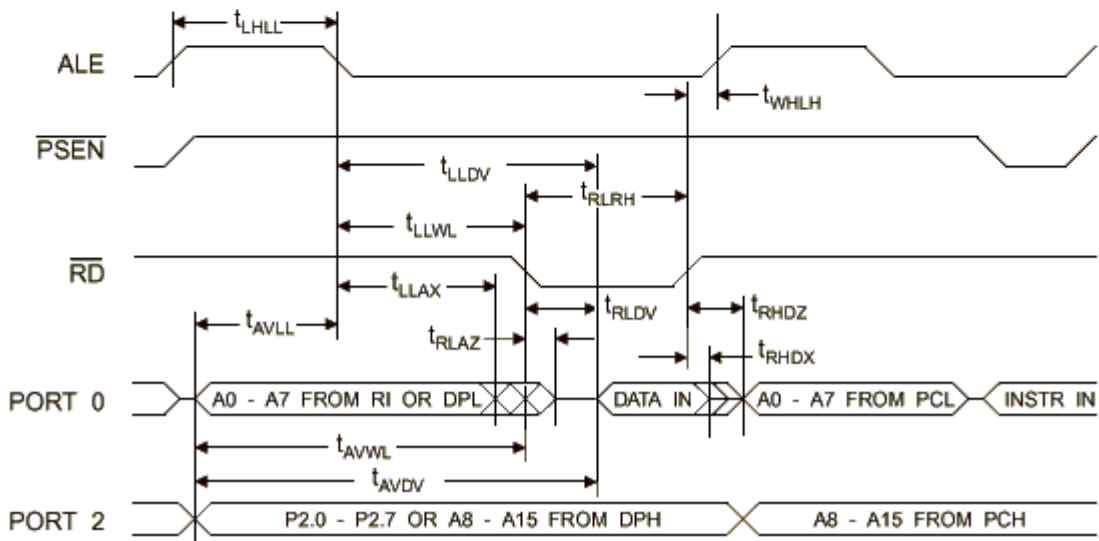 tLHLL
ALE
tWHLH
PSEN
tLLDV
tRLRH
tLLWL
RD
tLLAX
tRLDV
tRHDZ
tAVLL
tRLAZ
tRHDX
PORT 0
A0 - A7 FROM RI OR DPL
DATA IN
A0 - A7 FROM PCL
INSTR IN
tAVWL
tAVDV
PORT 2
P2.0 - P2.7 OR A8 - A15 FROM DPH
A8 - A15 FROM PCH